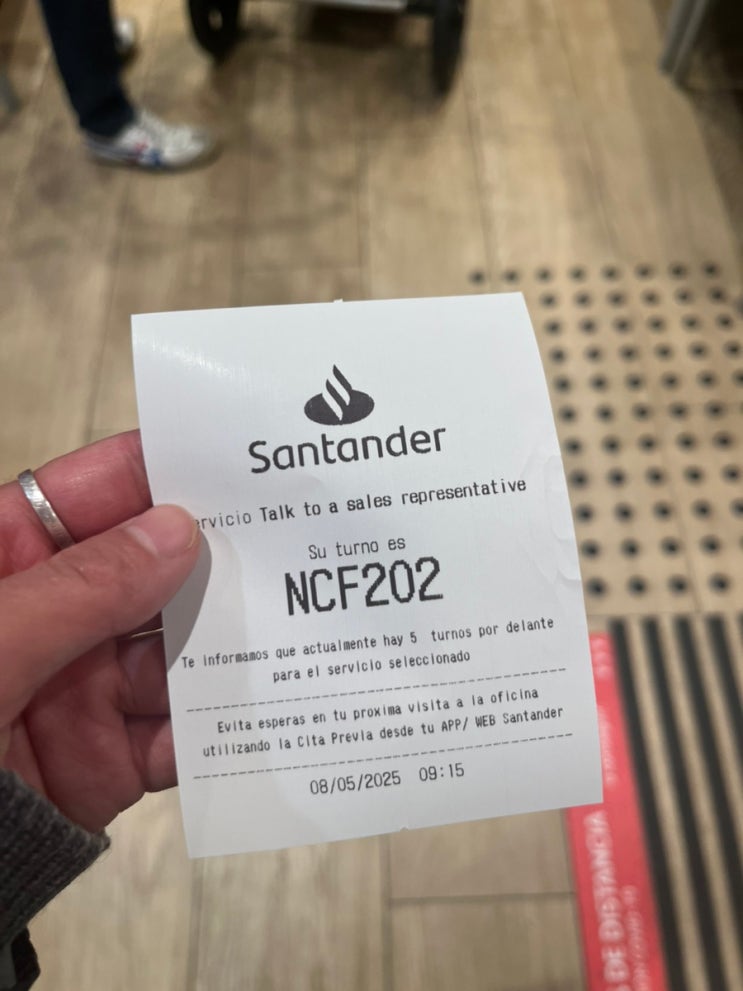 Santander
ervicio Talk to a sales representative
Su turno es
NCF202
Te informamos que actualmente hay 5 turnos por delante
para el servicio seleccionado
Evita esperas en tu proxima visita a la oficina
utilizando la Cita Previa desde tu APP/ WEB Santander
08/05/2025 09:15
DE DISTANCIA